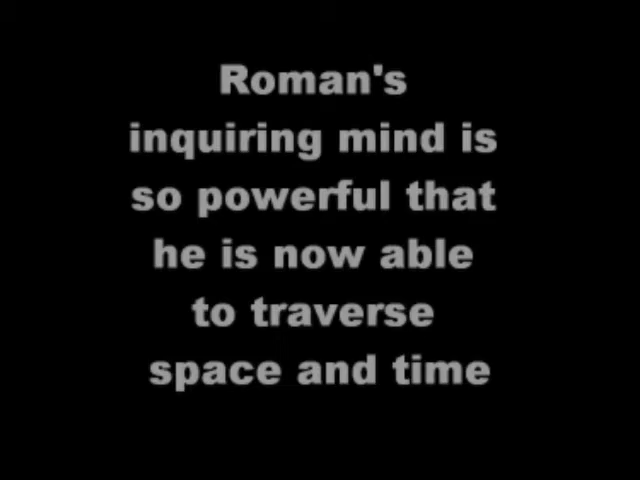 Roman's
inquiring mind is
so powerful that
he is now able
to traverse
space and time